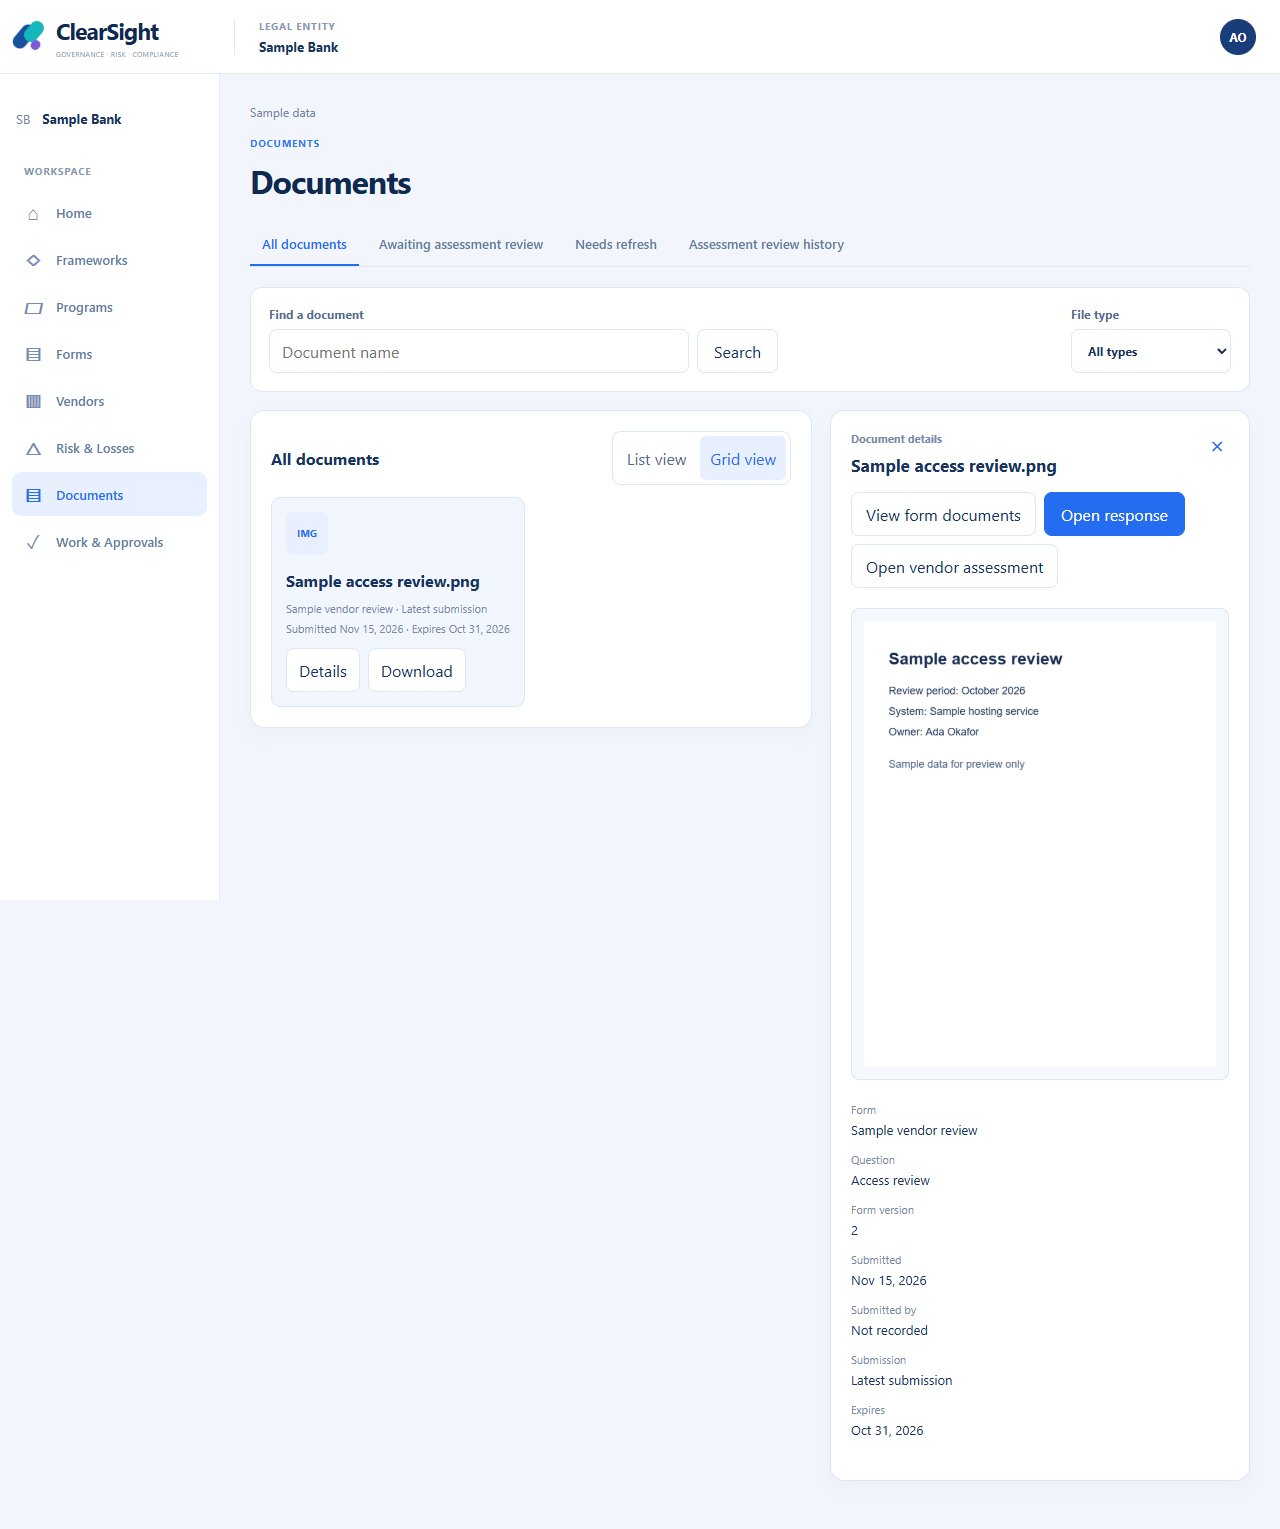 ClearSight
GOVERNANCE · RISK · COMPLIANCE
LEGAL ENTITY
Sample Bank
AO
SB Sample Bank
WORKSPACE
Home
Frameworks
Programs
Forms
Vendors
Risk & Losses
Documents
Work & Approvals
Sample data
DOCUMENTS
Documents
All documents Awaiting assessment review Needs refresh Assessment review history
Find a document
Document name
Search
File type
All types
All documents
List view Grid view
IMG
Sample access review.png
Sample vendor review · Latest submission
Submitted Nov 15, 2026 · Expires Oct 31, 2026
Details Download
Document details
Sample access review.png
View form documents Open response
Open vendor assessment
Sample access review
Review period: October 2026
System: Sample hosting service
Owner: Ada Okafor
Sample data for preview only
Form
Sample vendor review
Question
Access review
Form version
2
Submitted
Nov 15, 2026
Submitted by
Not recorded
Submission
Latest submission
Expires
Oct 31, 2026